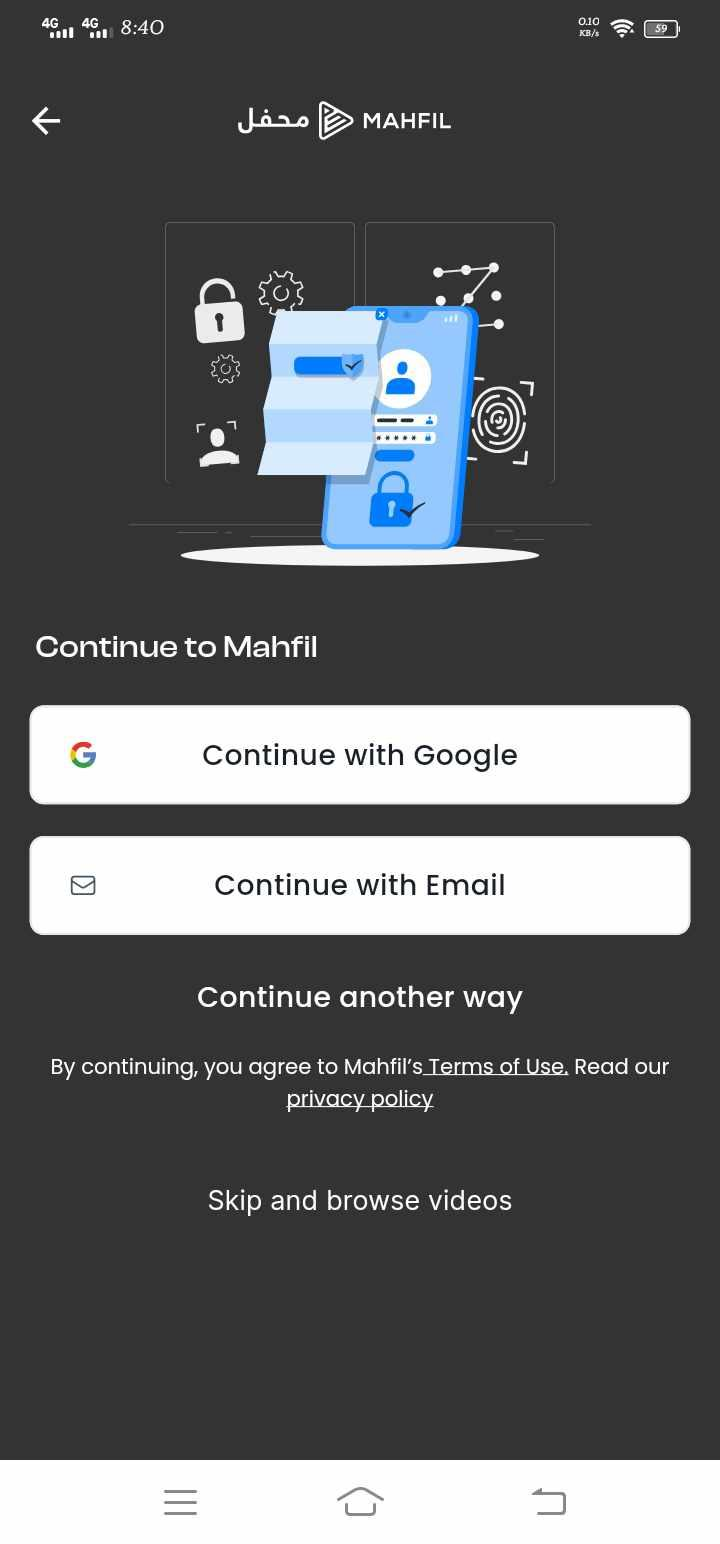 4G 4G 8:40 0.10 KB/s 59
محفل MAHFIL
* * * * *
Continue to Mahfil
Continue with Google
Continue with Email
Continue another way
By continuing, you agree to Mahfil’s Terms of Use. Read our
privacy policy
Skip and browse videos